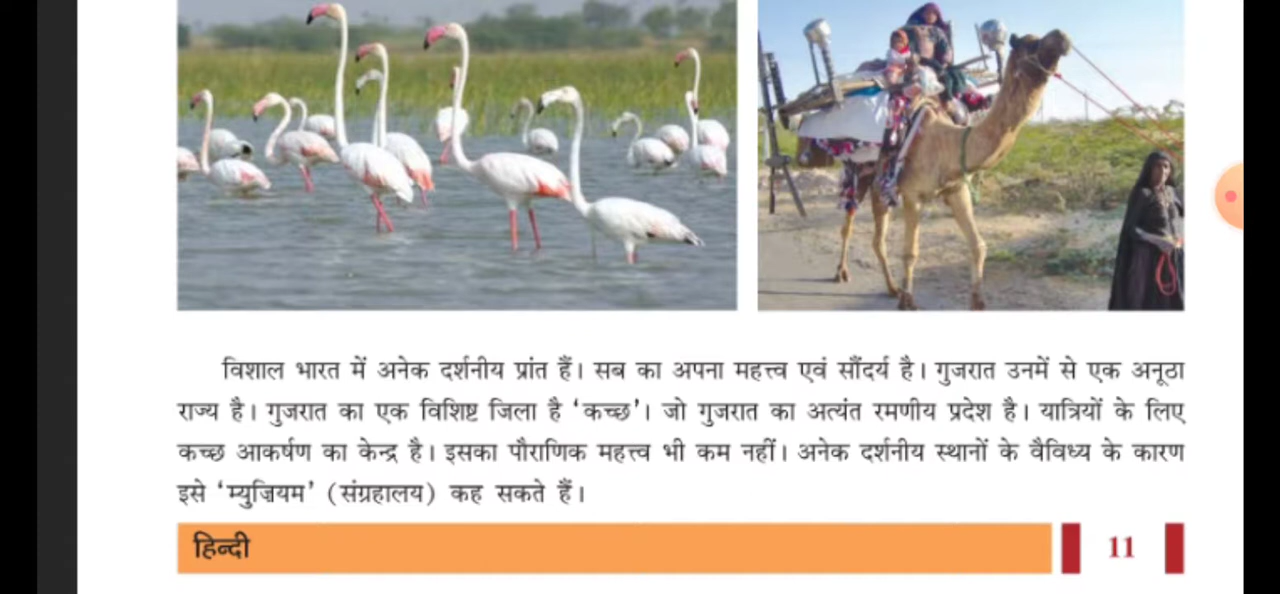 विशाल भारत में अनेक दर्शनीय प्रांत हैं। सब का अपना महत्त्व एवं सौंदर्य है। गुजरात उनमें से एक अनूठा
राज्य है। गुजरात का एक विशिष्ट जिला है ‘कच्छ’। जो गुजरात का अत्यंत रमणीय प्रदेश है। यात्रियों के लिए
कच्छ आकर्षण का केन्द्र है। इसका पौराणिक महत्त्व भी कम नहीं। अनेक दर्शनीय स्थानों के वैविध्य के कारण
इसे ‘म्युज़ियम’ (संग्रहालय) कह सकते हैं।
हिन्दी 11